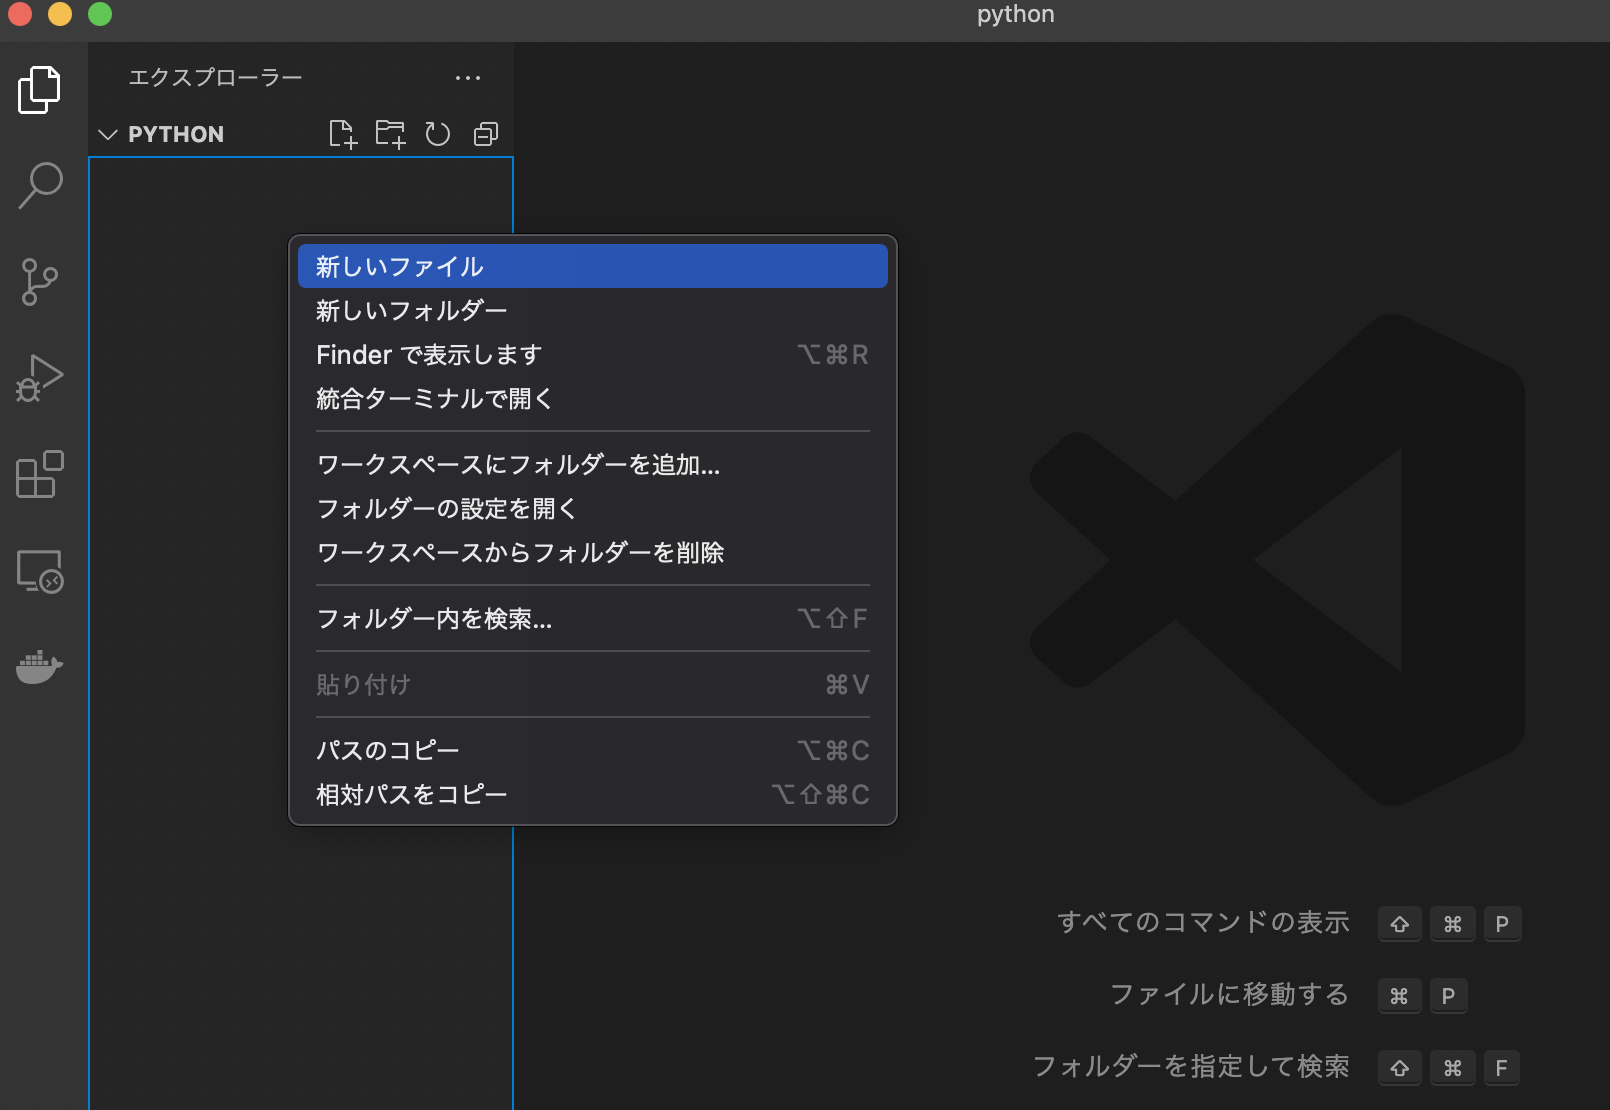 python
エクスプローラー
PYTHON
新しいファイル
新しいフォルダー
Finder で表示します ⌥⌘R
統合ターミナルで開く
ワークスペースにフォルダーを追加...
フォルダーの設定を開く
ワークスペースからフォルダーを削除
フォルダー内を検索... ⌥⇧F
貼り付け ⌘V
パスのコピー ⌥⌘C
相対パスをコピー ⌥⇧⌘C
すべてのコマンドの表示 ⇧ ⌘ P
ファイルに移動する ⌘ P
フォルダーを指定して検索 ⇧ ⌘ F